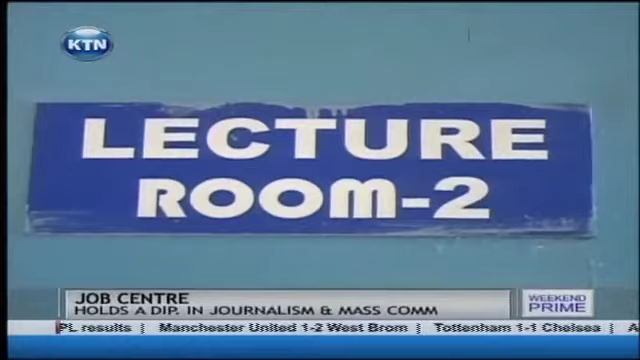 KTN
LECTURE
ROOM-2
JOB CENTRE
HOLDS A DIP. IN JOURNALISM & MASS COMM
WEEKEND
PRIME
PL results | Manchester United 1-2 West Brom | Tottenham 1-1 Chelsea | A